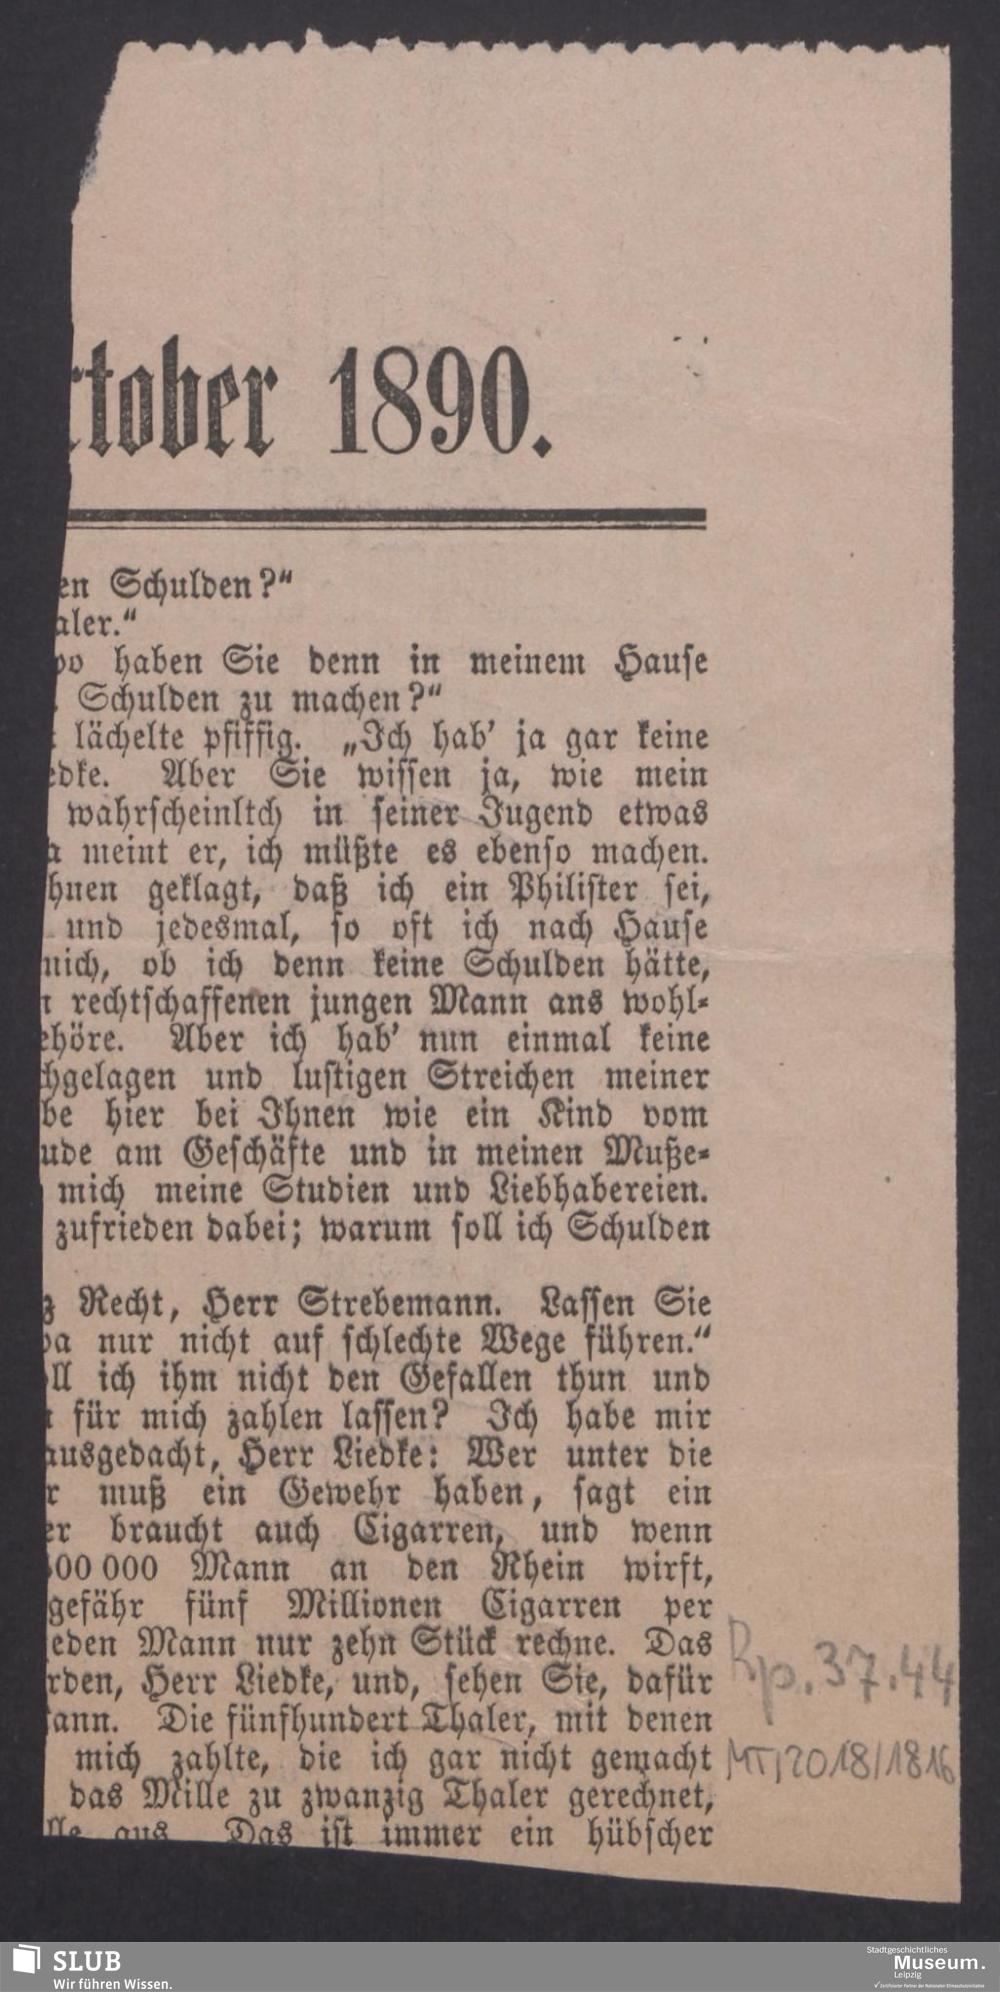 ctober 1890.
en Schulden?“
aler.“
wo haben Sie denn in meinem Hause
Schulden zu machen?“
lächelte pfiffig. „Ich hab’ ja gar keine
edke. Aber Sie wissen ja, wie mein
wahrscheinltch in seiner Jugend etwas
a meint er, ich müßte es ebenso machen.
hnen geklagt, daß ich ein Philister sei,
und jedesmal, so oft ich nach Hause
mich, ob ich denn keine Schulden hätte,
n rechtschaffenen jungen Mann ans wohl-
ehöre. Aber ich hab’ nun einmal keine
chgelagen und lustigen Streichen meiner
be hier bei Ihnen wie ein Kind vom
ude am Geschäfte und in meinen Muße-
mich meine Studien und Liebhabereien.
zufrieden dabei; warum soll ich Schulden
z Recht, Herr Strebemann. Lassen Sie
pa nur nicht auf schlechte Wege führen.“
ll ich ihm nicht den Gefallen thun und
für mich zahlen lassen? Ich habe mir
ausgedacht, Herr Liedke: Wer unter die
r muß ein Gewehr haben, sagt ein
er braucht auch Cigarren, und wenn
00 000 Mann an den Rhein wirft,
gefähr fünf Millionen Cigarren per
eden Mann nur zehn Stück rechne. Das
rden, Herr Liedke, und, sehen Sie, dafür
ann. Die fünfhundert Thaler, mit denen
mich zahlte, die ich gar nicht gemacht
das Mille zu zwanzig Thaler gerechnet,
lle aus. Das ist immer ein hübscher
Rp.37.44
MT/2018/1816
SLUB
Wir führen Wissen.
Stadtgeschichtliches
Museum.
Leipzig